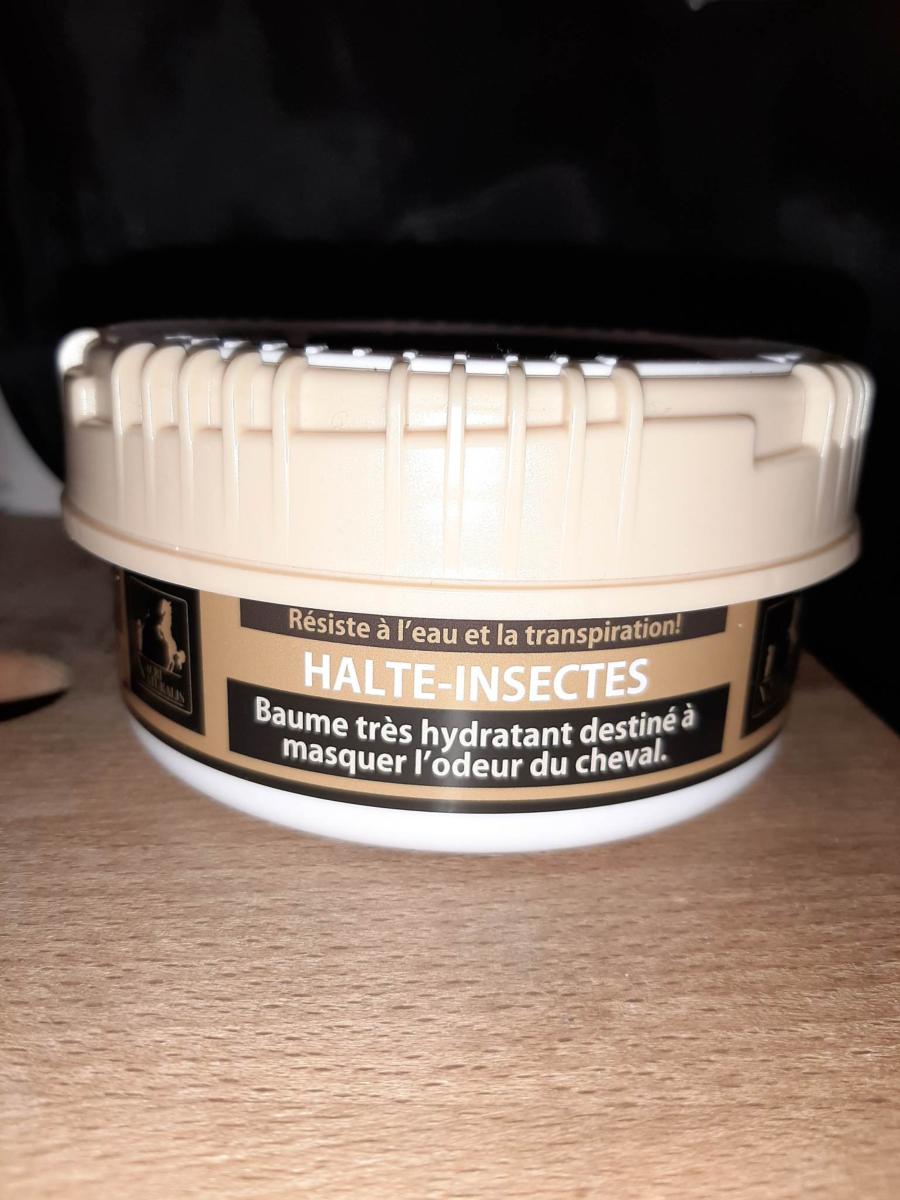 Résiste à l'eau et la transpiration!
HALTE-INSECTES
Baume très hydratant destiné à
masquer l'odeur du cheval.